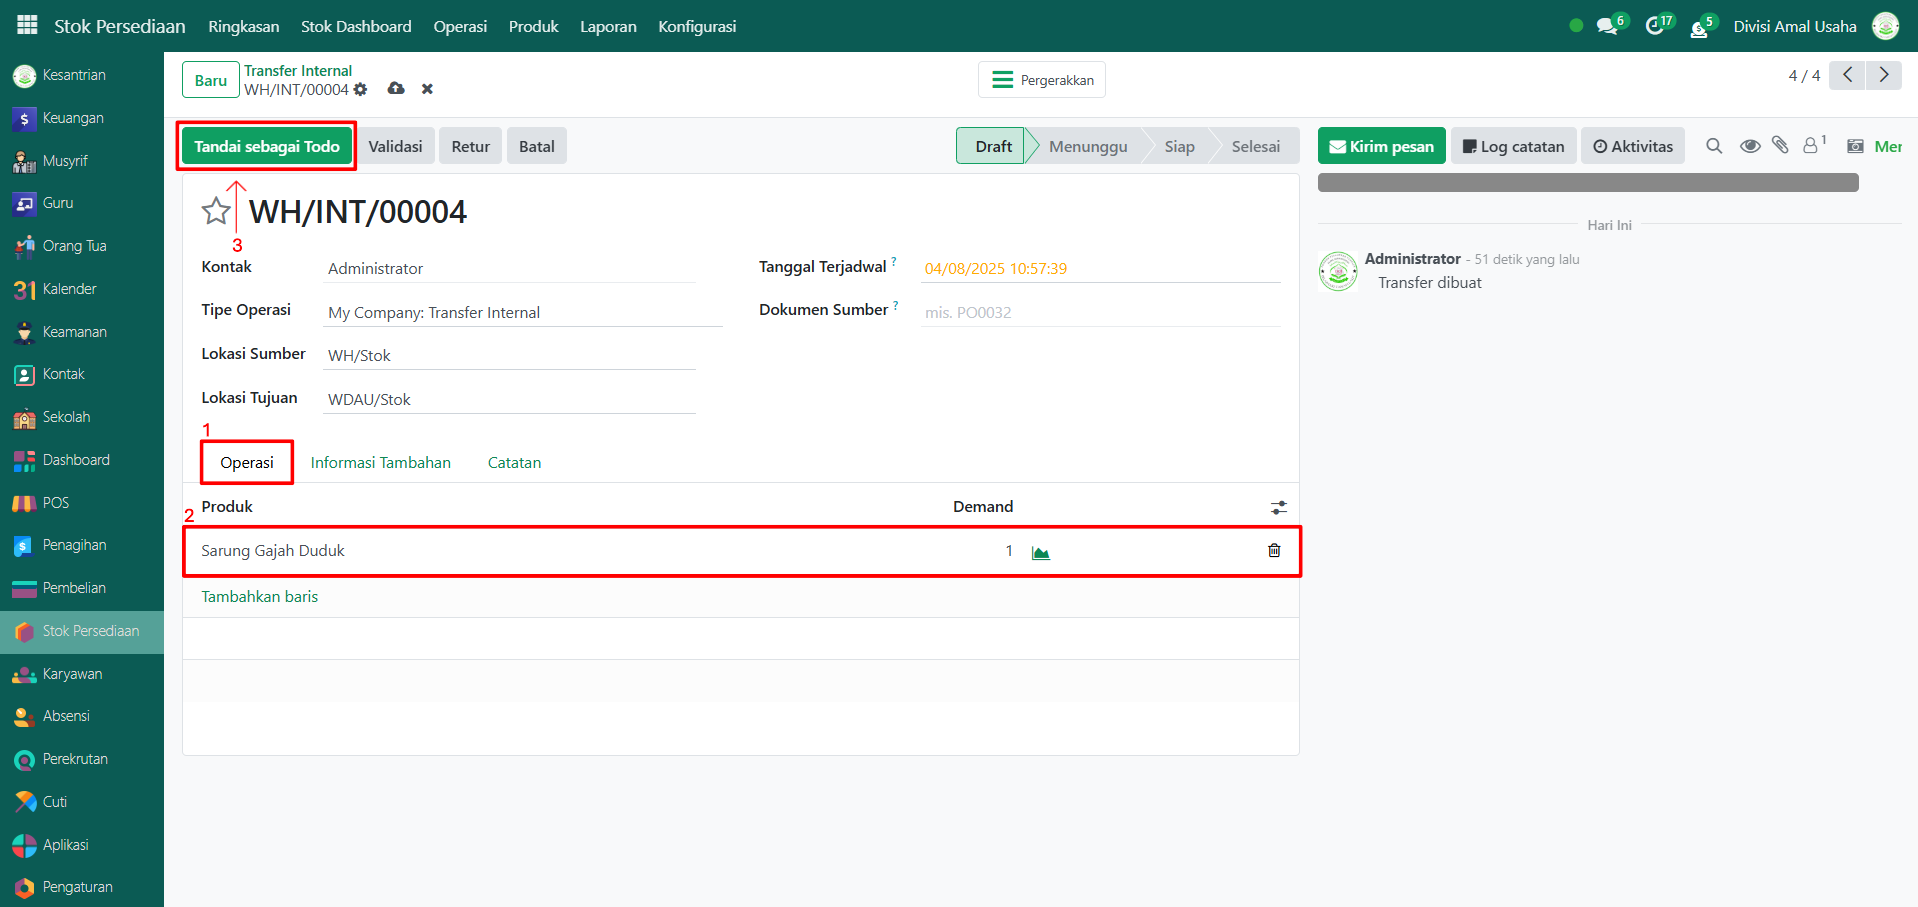 Stok Persediaan Ringkasan Stok Dashboard Operasi Produk Laporan Konfigurasi 6 17 5 Divisi Amal Usaha
Kesantrian
Keuangan
Musyrif
Guru
Orang Tua
31 Kalender
Keamanan
Kontak
Sekolah
Dashboard
POS
Penagihan
Pembelian
Stok Persediaan
Karyawan
Absensi
Perekrutan
Cuti
Aplikasi
Pengaturan
Baru Transfer Internal
WH/INT/00004
Pergerakkan
4 / 4
Tandai sebagai Todo Validasi Retur Batal
Draft Menunggu Siap Selesai
WH/INT/00004
3
Kontak Administrator
Tipe Operasi My Company: Transfer Internal
Lokasi Sumber WH/Stok
Lokasi Tujuan WDAU/Stok
Tanggal Terjadwal ? 04/08/2025 10:57:39
Dokumen Sumber ? mis. PO0032
1
Operasi Informasi Tambahan Catatan
Produk Demand
2
Sarung Gajah Duduk 1
Tambahkan baris
Kirim pesan Log catatan Aktivitas 1 Mer
Hari Ini
Administrator - 51 detik yang lalu
Transfer dibuat